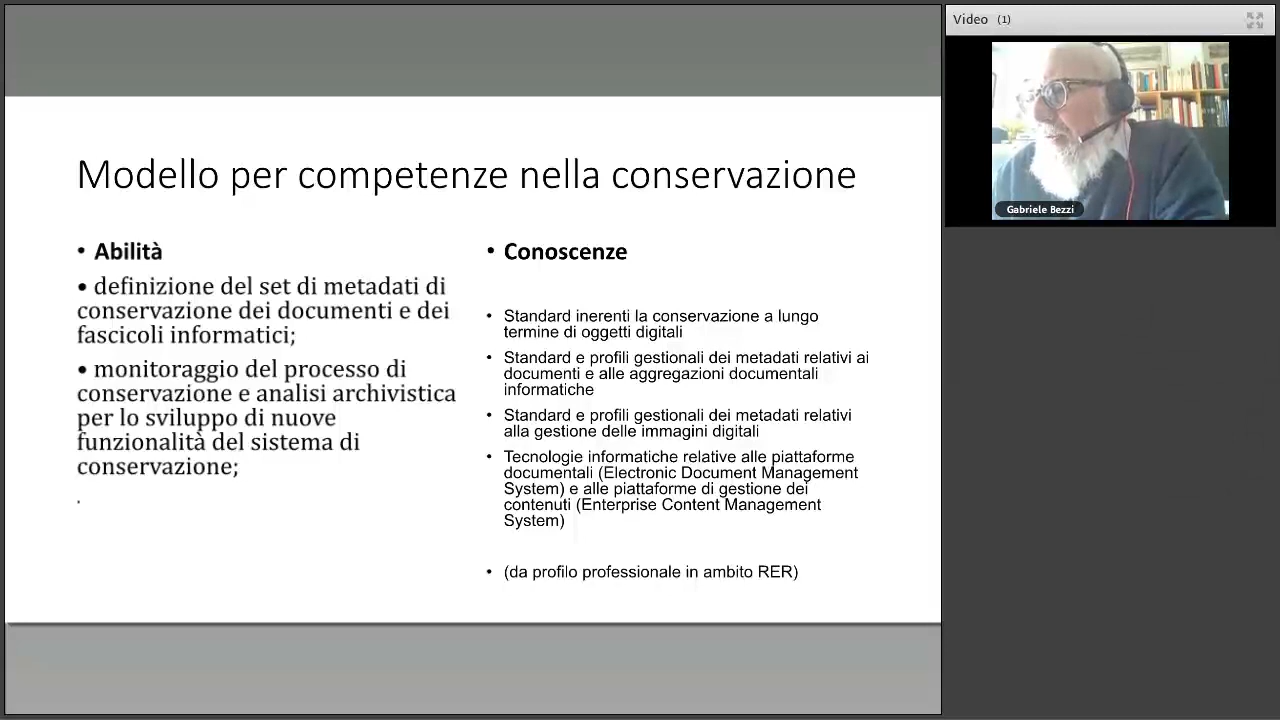 Modello per competenze nella conservazione
• Abilità
• definizione del set di metadati di
conservazione dei documenti e dei
fascicoli informatici;
• monitoraggio del processo di
conservazione e analisi archivistica
per lo sviluppo di nuove
funzionalità del sistema di
conservazione;
.
• Conoscenze
• Standard inerenti la conservazione a lungo
termine di oggetti digitali
• Standard e profili gestionali dei metadati relativi ai
documenti e alle aggregazioni documentali
informatiche
• Standard e profili gestionali dei metadati relativi
alla gestione delle immagini digitali
• Tecnologie informatiche relative alle piattaforme
documentali (Electronic Document Management
System) e alle piattaforme di gestione dei
contenuti (Enterprise Content Management
System)
• (da profilo professionale in ambito RER)
Video (1)
Gabriele Bezzi